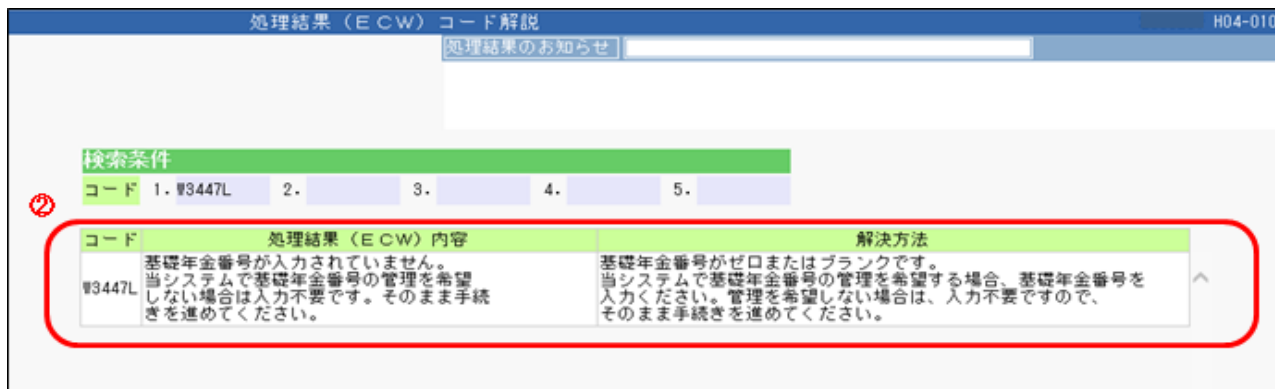 処理結果（ＥＣＷ）コード解説
H04-010
処理結果のお知らせ
検索条件
コード 1. W3447L 2. 3. 4. 5.
②
コード 処理結果（ＥＣＷ）内容 解決方法
W3447L
基礎年金番号が入力されていません。
当システムで基礎年金番号の管理を希望
しない場合は入力不要です。そのまま手続
きを進めてください。
基礎年金番号がゼロまたはブランクです。
当システムで基礎年金番号の管理を希望する場合、基礎年金番号を
入力ください。管理を希望しない場合は、入力不要ですので、
そのまま手続きを進めてください。